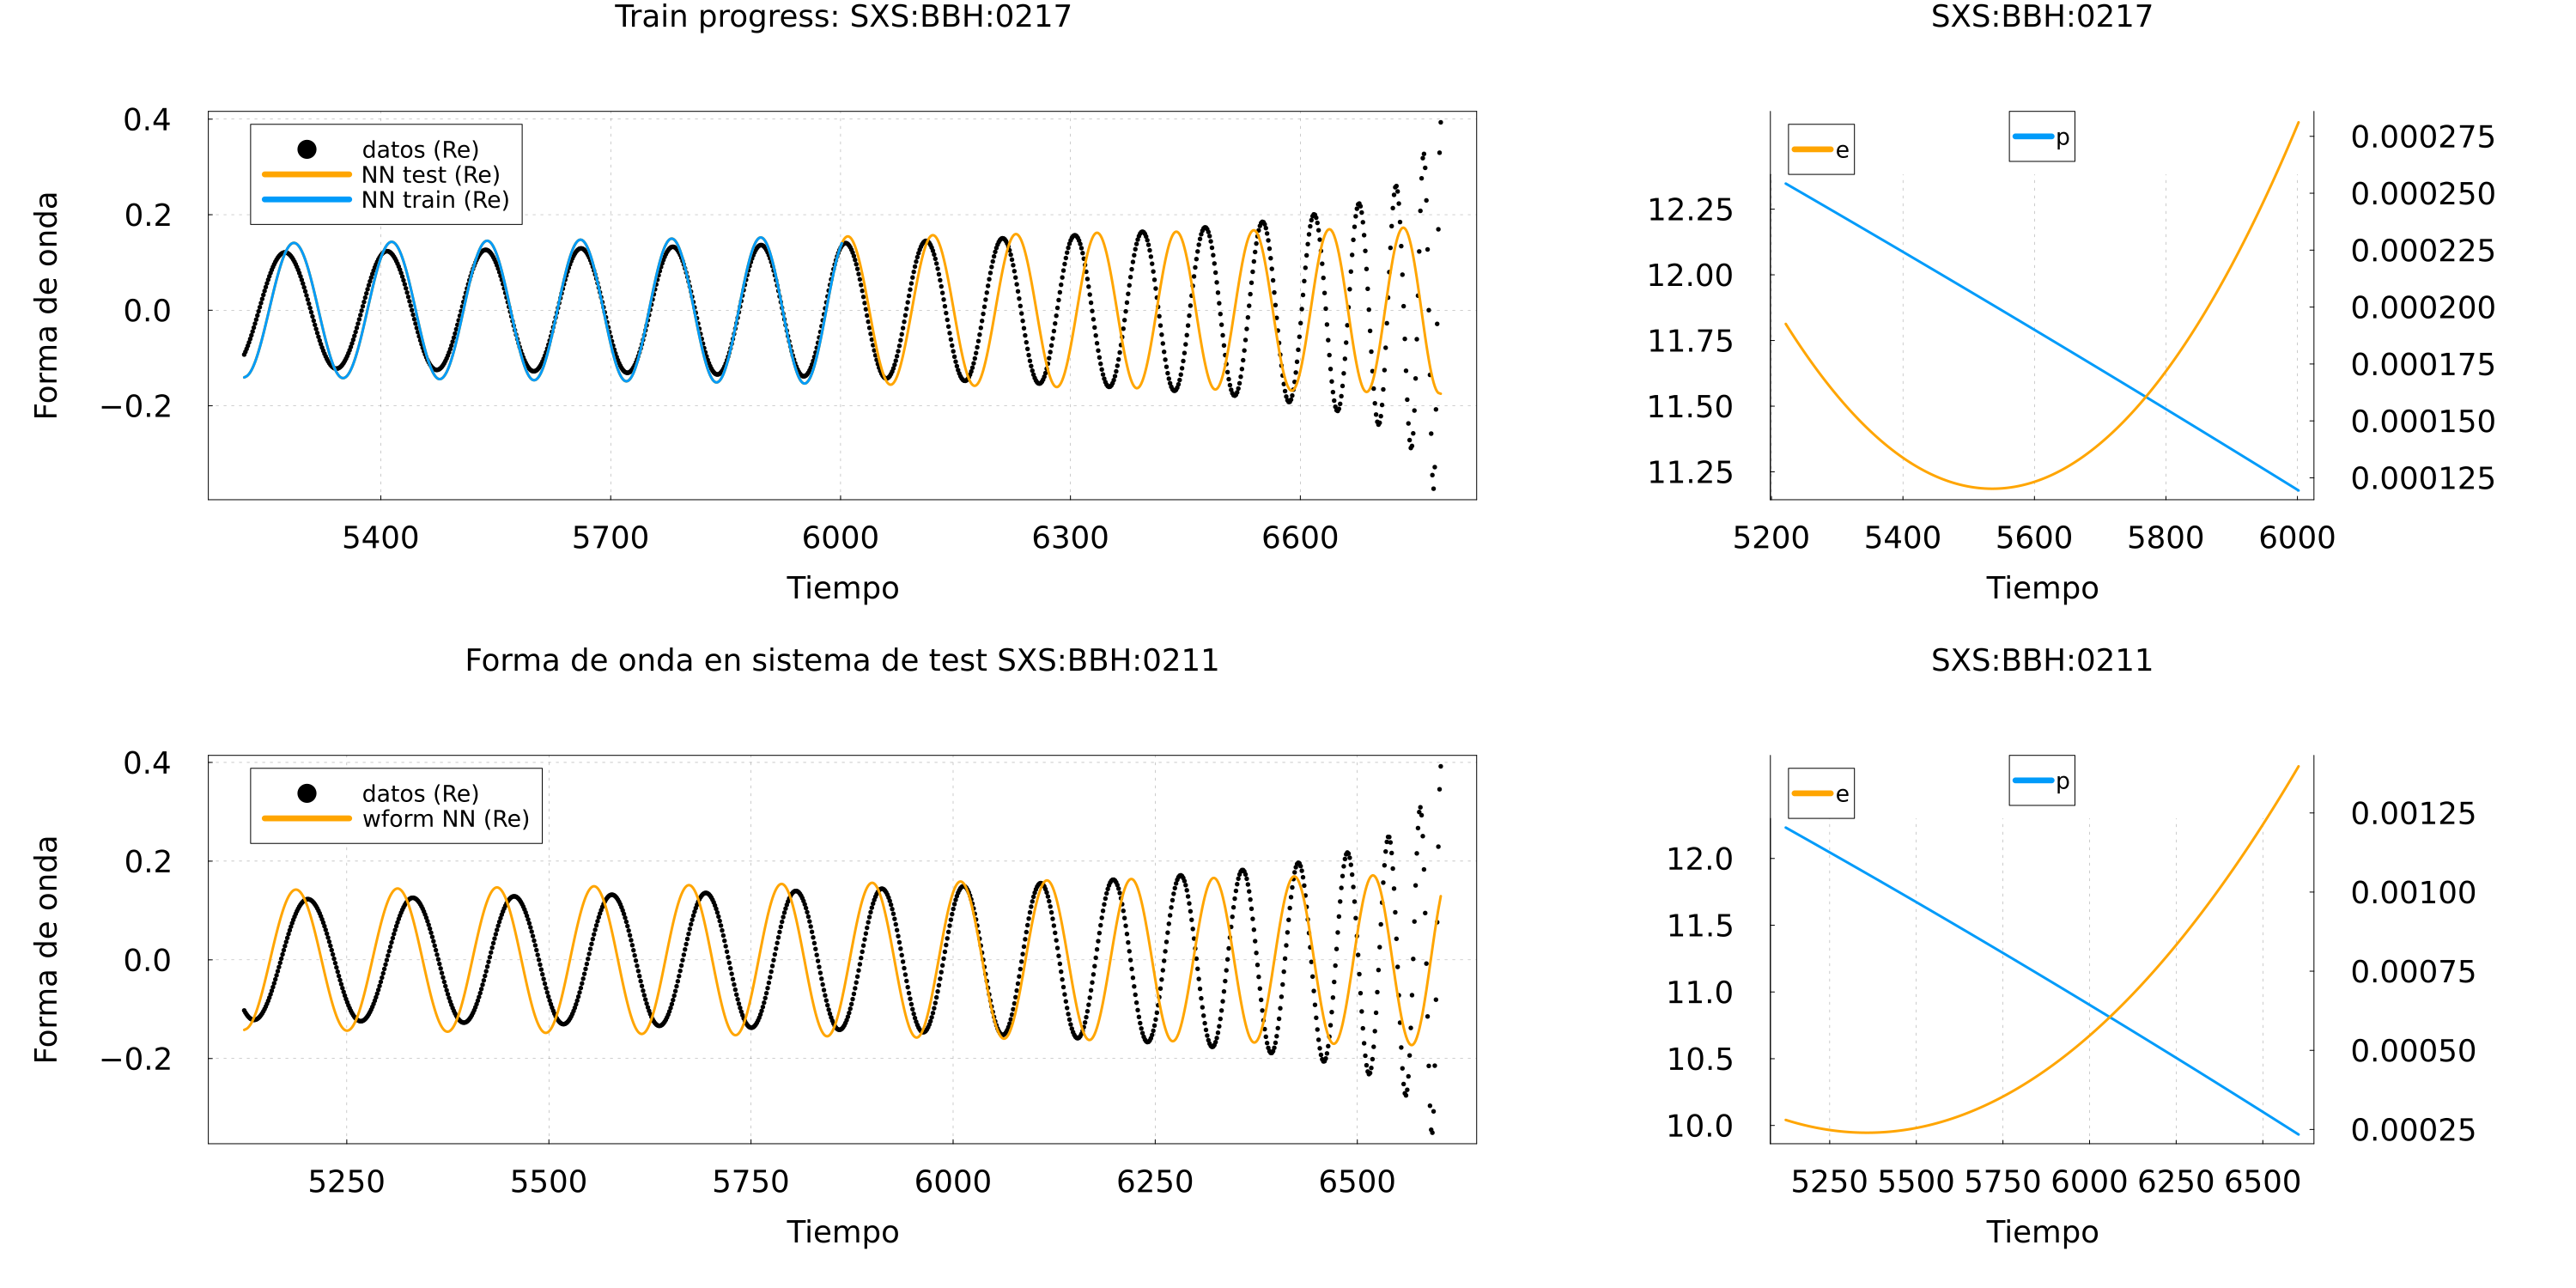 Train progress: SXS:BBH:0217
datos (Re)
NN test (Re)
NN train (Re)
0.4
0.2
0.0
−0.2
Forma de onda
5400 5700 6000 6300 6600
Tiempo
SXS:BBH:0217
e
p
12.25
12.00
11.75
11.50
11.25
0.000275
0.000250
0.000225
0.000200
0.000175
0.000150
0.000125
5200 5400 5600 5800 6000
Tiempo
Forma de onda en sistema de test SXS:BBH:0211
datos (Re)
wform NN (Re)
0.4
0.2
0.0
−0.2
Forma de onda
5250 5500 5750 6000 6250 6500
Tiempo
SXS:BBH:0211
e
p
12.0
11.5
11.0
10.5
10.0
0.00125
0.00100
0.00075
0.00050
0.00025
5250 5500 5750 6000 6250 6500
Tiempo